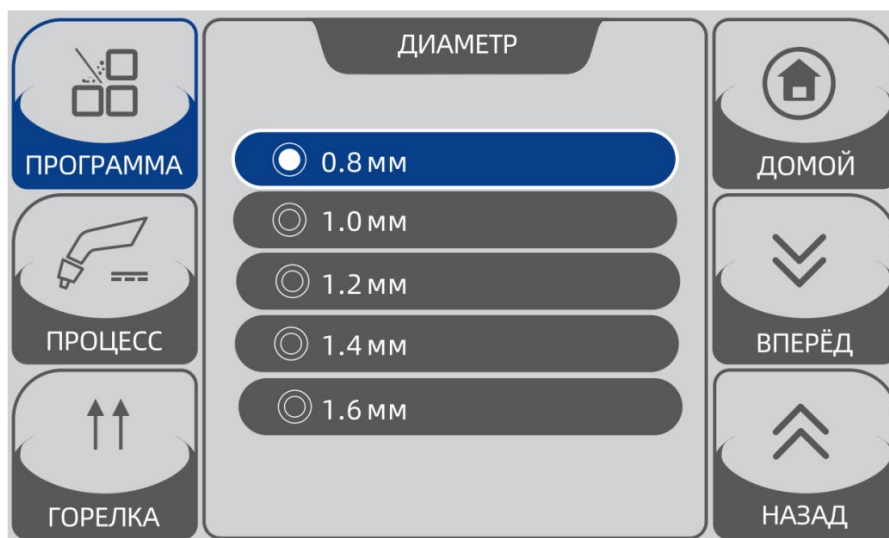 ДИАМЕТР
ПРОГРАММА
ПРОЦЕСС
ГОРЕЛКА
0.8 мм
1.0 мм
1.2 мм
1.4 мм
1.6 мм
ДОМОЙ
ВПЕРЁД
НАЗАД